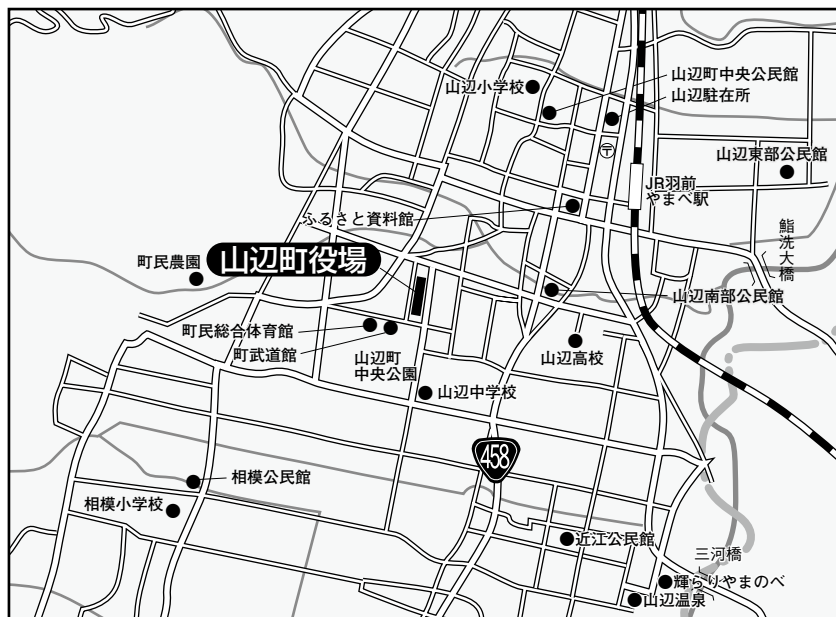 山辺小学校
山辺町中央公民館
山辺駐在所
山辺東部公民館
〒
JR羽前
やまべ駅
ふるさと資料館
鮨洗大橋
町民農園
山辺町役場
山辺南部公民館
町民総合体育館
町武道館
山辺町
中央公園
山辺高校
山辺中学校
458
相模公民館
相模小学校
近江公民館
三河橋
輝らりやまのべ
山辺温泉